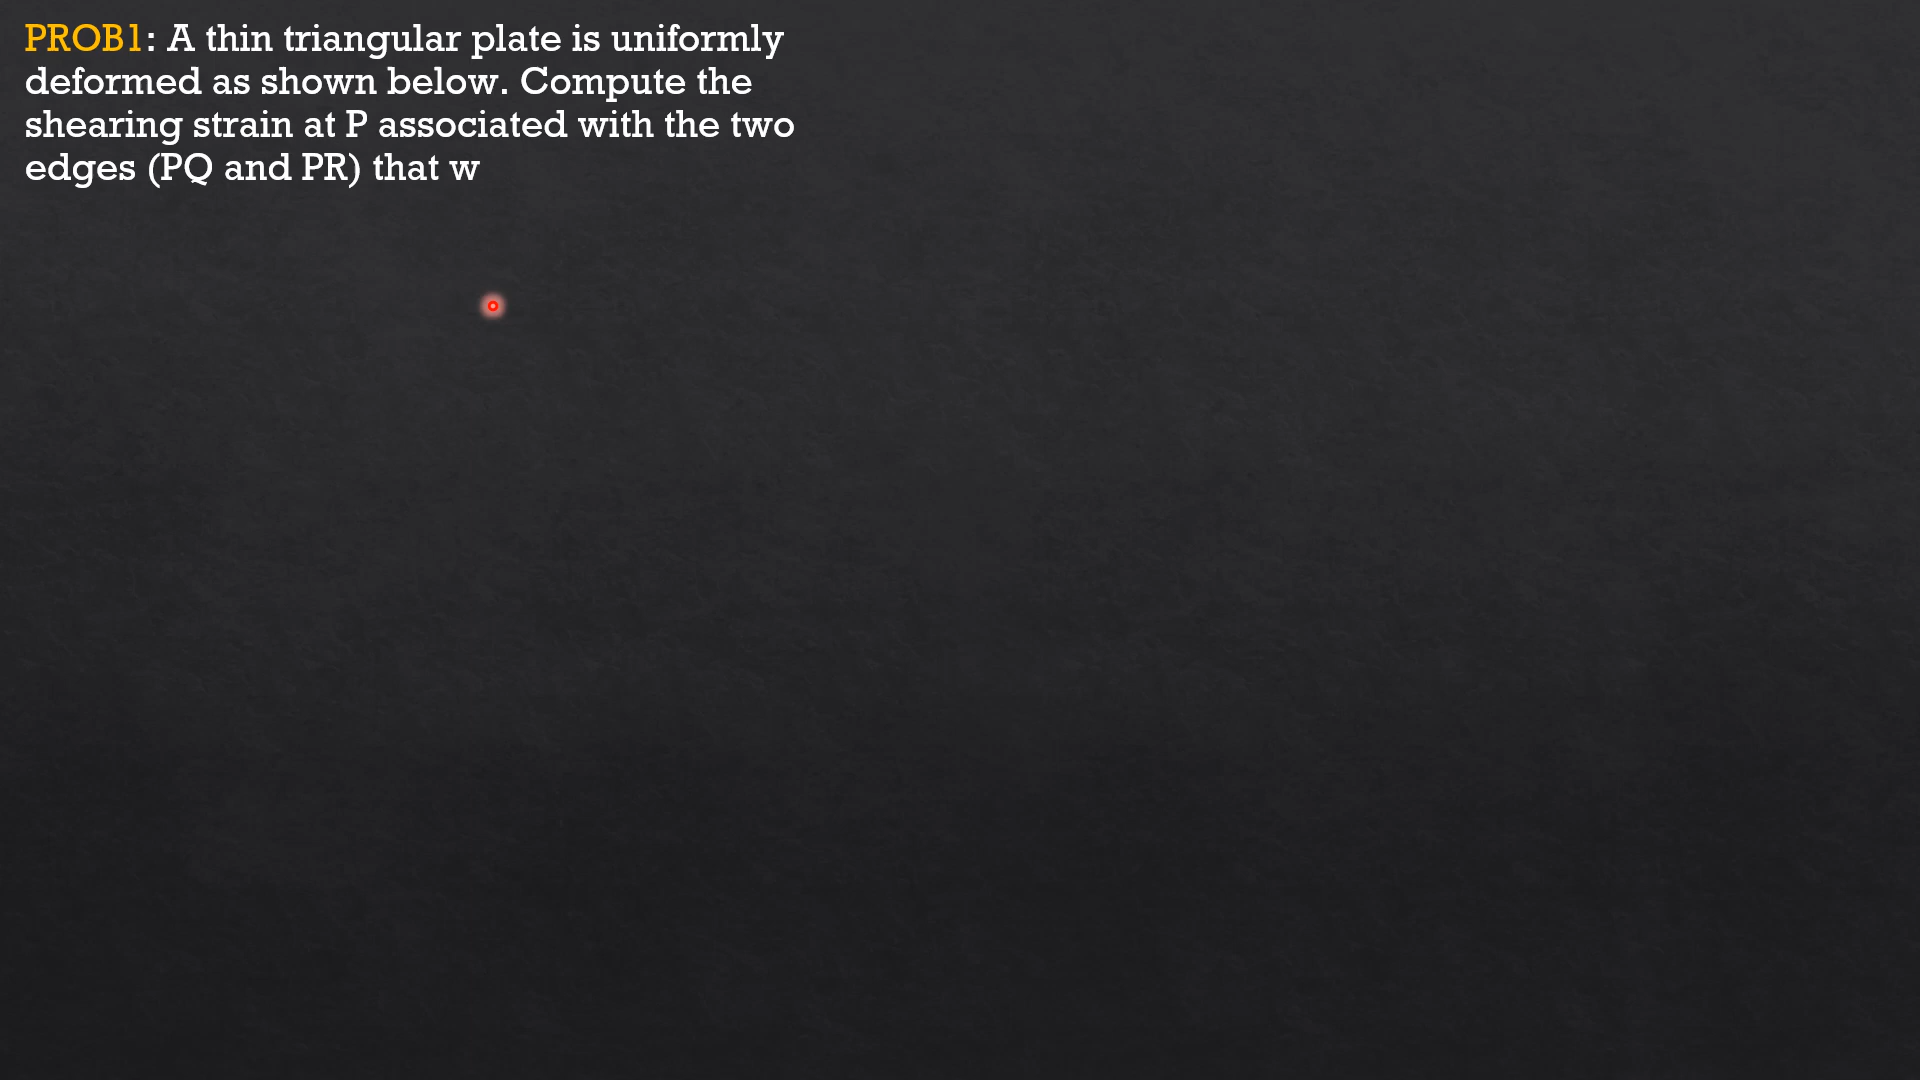 PROB1: A thin triangular plate is uniformly
deformed as shown below. Compute the
shearing strain at P associated with the two
edges (PQ and PR) that w